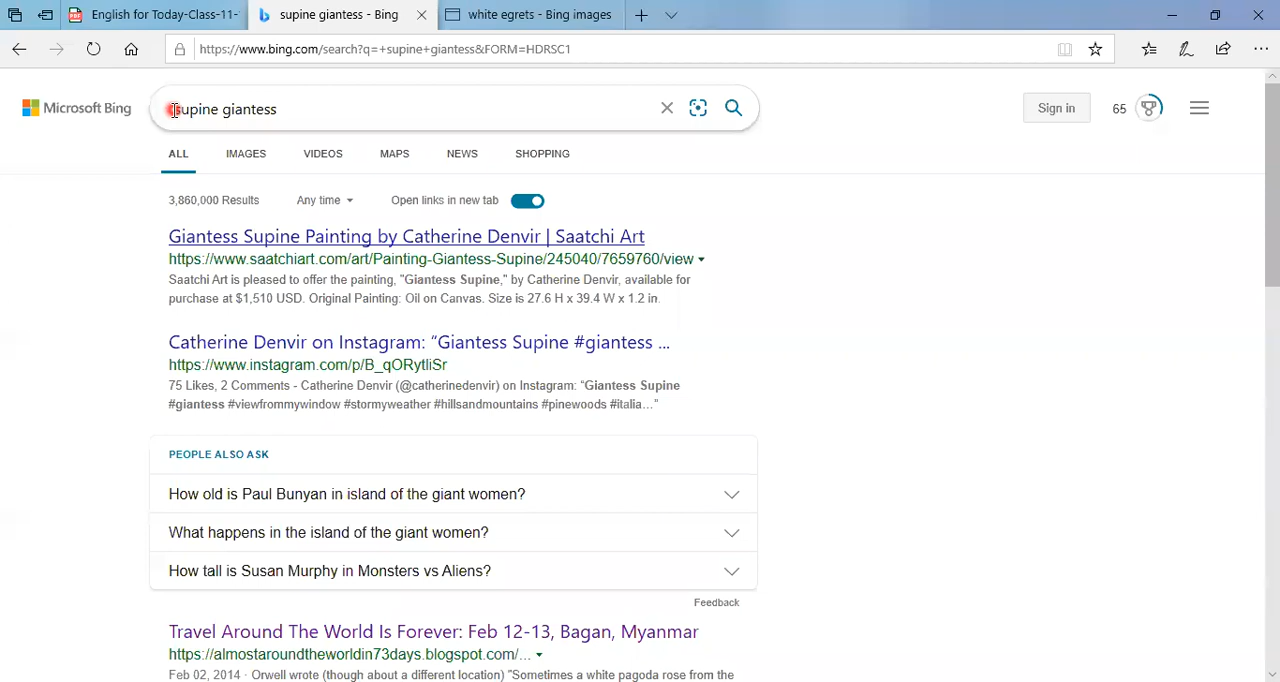 English for Today-Class-11-
supine giantess - Bing
white egrets - Bing images
https://www.bing.com/search?q=+supine+giantess&FORM=HDRSC1
Microsoft Bing
supine giantess
Sign in
65
ALL
IMAGES
VIDEOS
MAPS
NEWS
SHOPPING
3,860,000 Results
Any time
Open links in new tab
Giantess Supine Painting by Catherine Denvir | Saatchi Art
https://www.saatchiart.com/art/Painting-Giantess-Supine/245040/7659760/view
Saatchi Art is pleased to offer the painting, "Giantess Supine," by Catherine Denvir, available for
purchase at $1,510 USD. Original Painting: Oil on Canvas. Size is 27.6 H x 39.4 W x 1.2 in.
Catherine Denvir on Instagram: “Giantess Supine #giantess ...
https://www.instagram.com/p/B_qORytliSr
75 Likes, 2 Comments - Catherine Denvir (@catherinedenvir) on Instagram: “Giantess Supine
#giantess #viewfrommywindow #stormyweather #hillsandmountains #pinewoods #italia…”
PEOPLE ALSO ASK
How old is Paul Bunyan in island of the giant women?
What happens in the island of the giant women?
How tall is Susan Murphy in Monsters vs Aliens?
Feedback
Travel Around The World Is Forever: Feb 12-13, Bagan, Myanmar
https://almostaroundtheworldin73days.blogspot.com/...
Feb 02, 2014 · Orwell wrote (though about a different location) "Sometimes a white pagoda rose from the